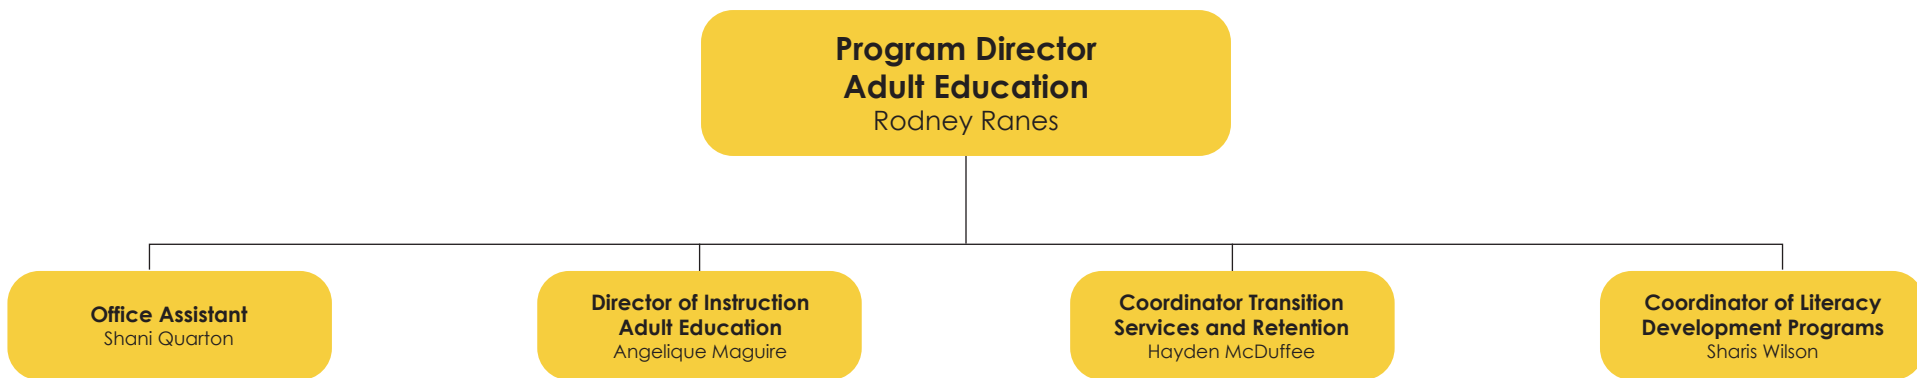 Program Director
Adult Education
Rodney Ranes
Office Assistant
Shani Quarton
Director of Instruction
Adult Education
Angelique Maguire
Coordinator Transition
Services and Retention
Hayden McDuffee
Coordinator of Literacy
Development Programs
Sharis Wilson